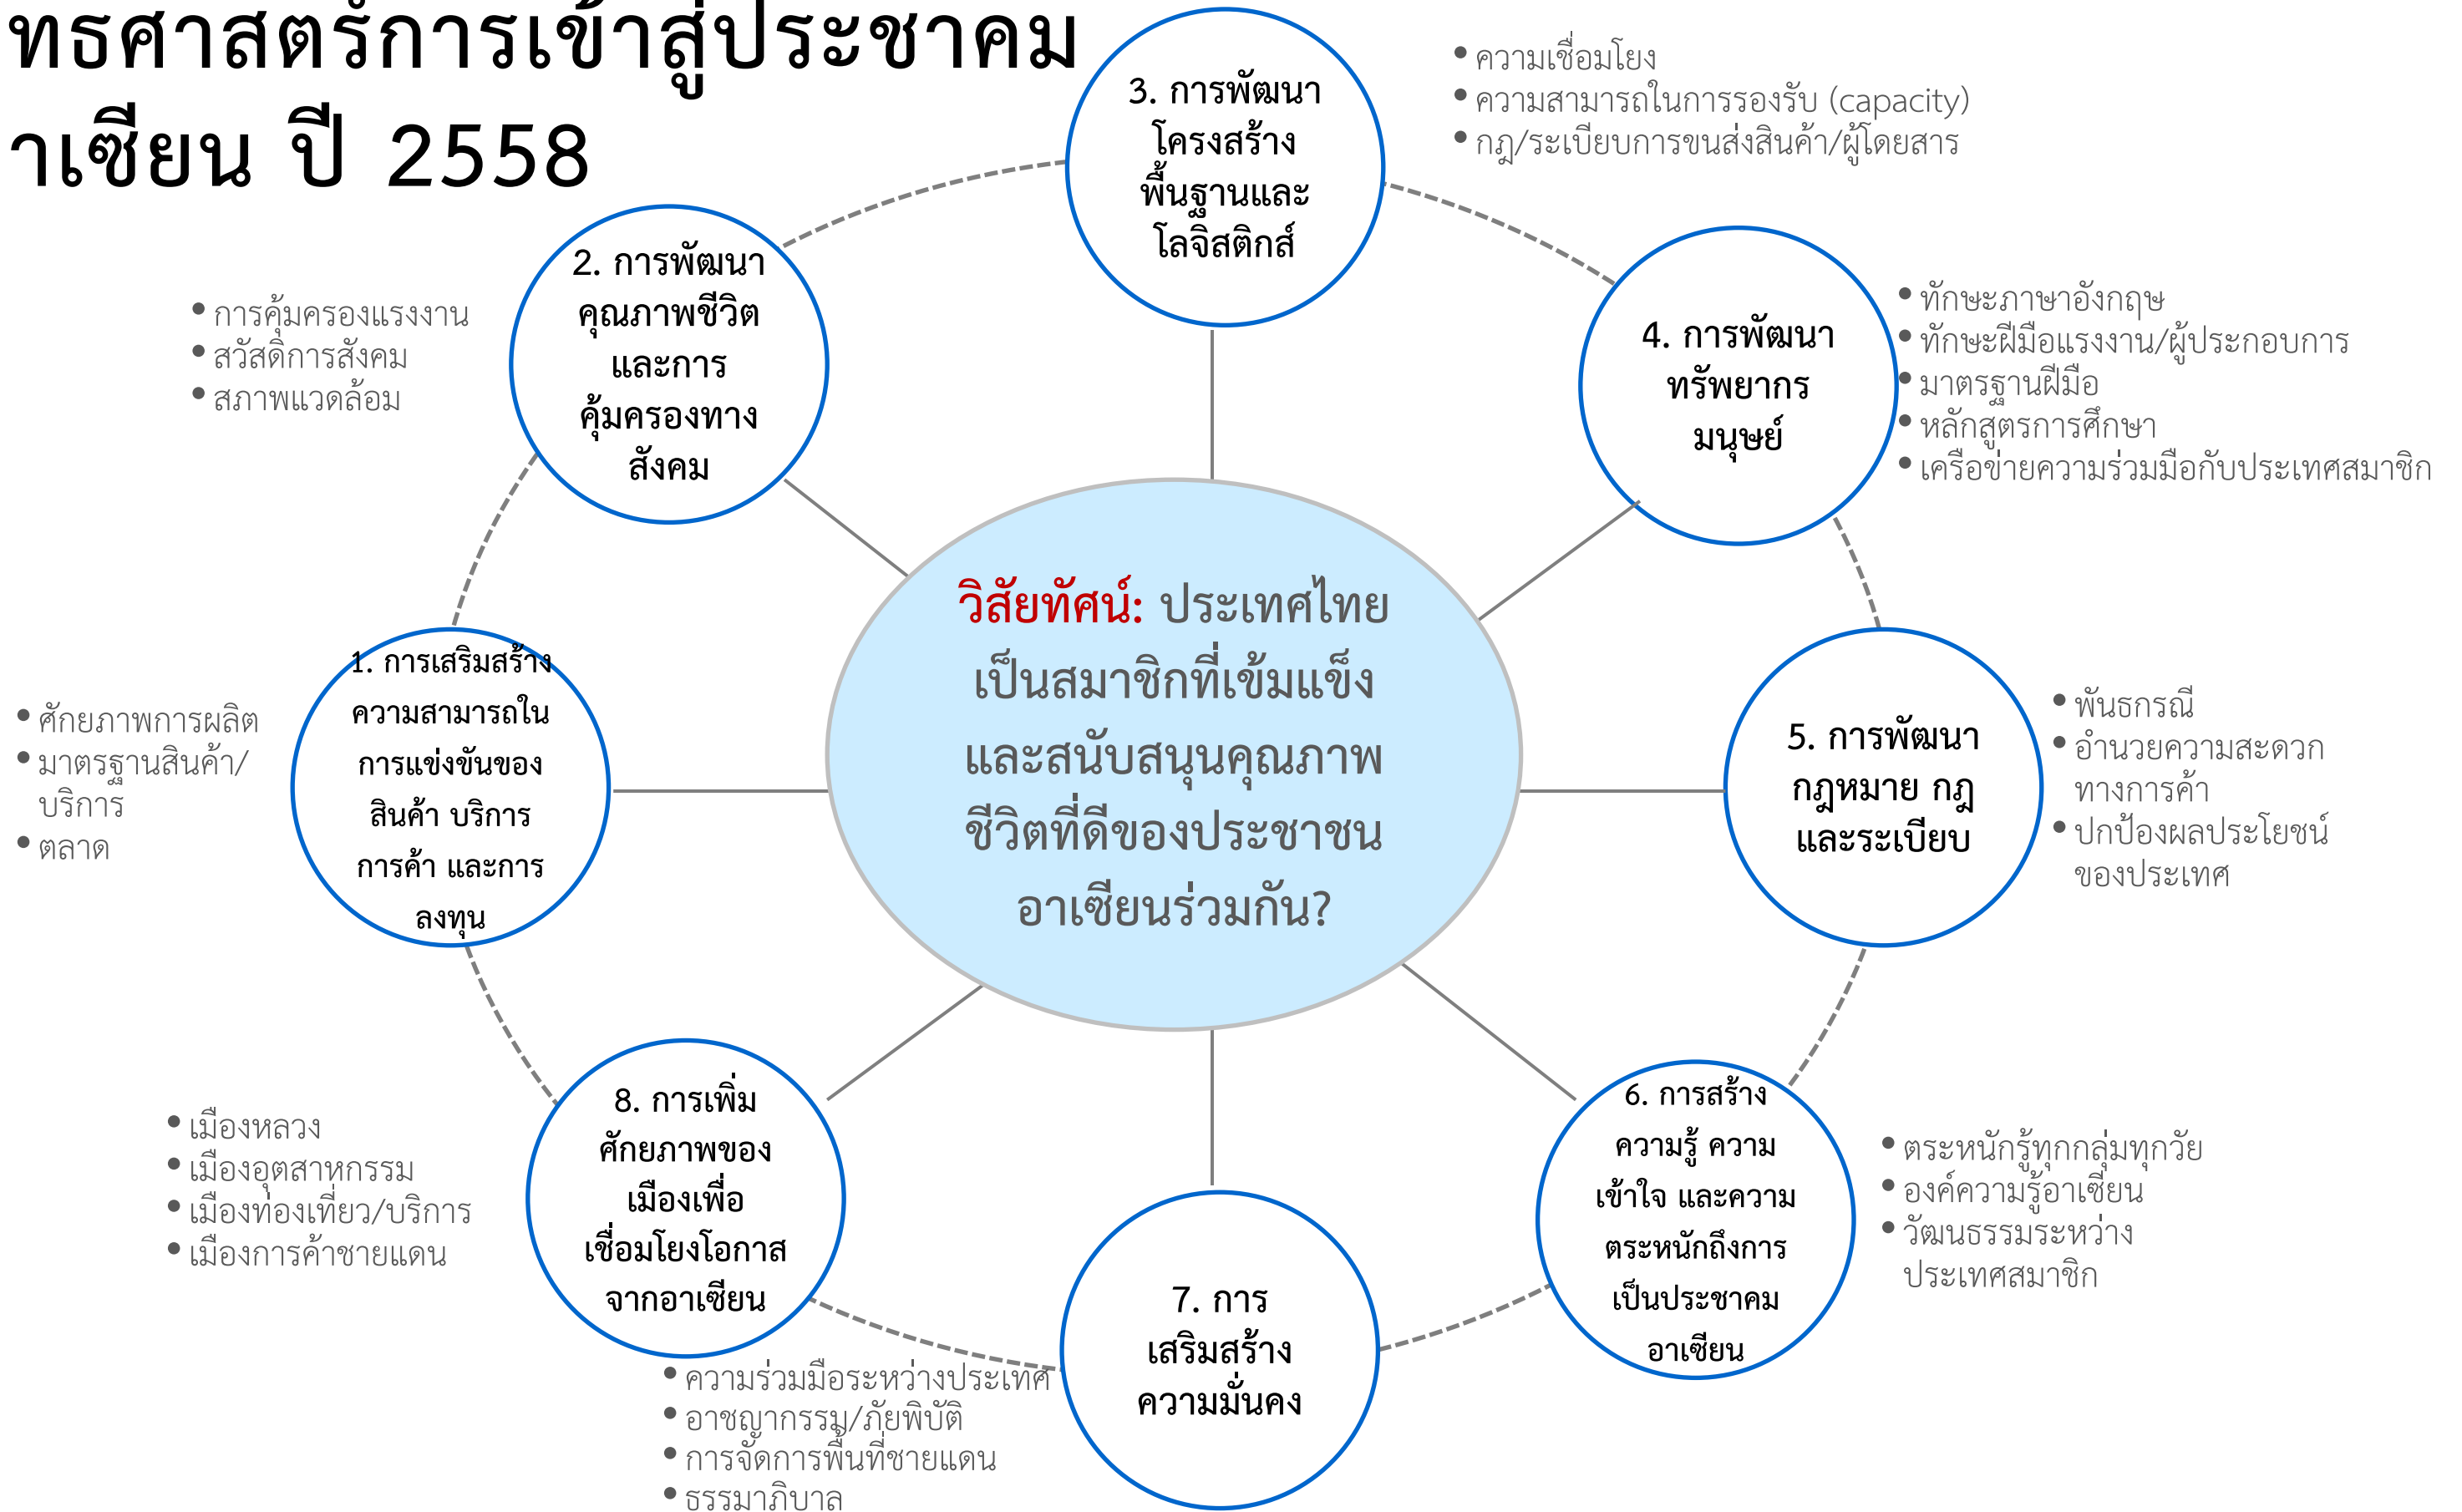 ทธศาสตร์การเข้าสู่ประชาคม
าเซียน ปี 2558
3. การพัฒนา
โครงสร้าง
พื้นฐานและ
โลจิสติกส์
• ความเชื่อมโยง
• ความสามารถในการรองรับ (capacity)
• กฎ/ระเบียบการขนส่งสินค้า/ผู้โดยสาร
2. การพัฒนา
คุณภาพชีวิต
และการ
คุ้มครองทาง
สังคม
• การคุ้มครองแรงงาน
• สวัสดิการสังคม
• สภาพแวดล้อม
4. การพัฒนา
ทรัพยากร
มนุษย์
• ทักษะภาษาอังกฤษ
• ทักษะฝีมือแรงงาน/ผู้ประกอบการ
• มาตรฐานฝีมือ
• หลักสูตรการศึกษา
• เครือข่ายความร่วมมือกับประเทศสมาชิก
วิสัยทัศน์: ประเทศไทย
เป็นสมาชิกที่เข้มแข็ง
และสนับสนุนคุณภาพ
ชีวิตที่ดีของประชาชน
อาเซียนร่วมกัน?
1. การเสริมสร้าง
ความสามารถใน
การแข่งขันของ
สินค้า บริการ
การค้า และการ
ลงทุน
• ศักยภาพการผลิต
• มาตรฐานสินค้า/
บริการ
• ตลาด
5. การพัฒนา
กฎหมาย กฎ
และระเบียบ
• พันธกรณี
• อำนวยความสะดวก
ทางการค้า
• ปกป้องผลประโยชน์
ของประเทศ
8. การเพิ่ม
ศักยภาพของ
เมืองเพื่อ
เชื่อมโยงโอกาส
จากอาเซียน
• เมืองหลวง
• เมืองอุตสาหกรรม
• เมืองท่องเที่ยว/บริการ
• เมืองการค้าชายแดน
6. การสร้าง
ความรู้ ความ
เข้าใจ และความ
ตระหนักถึงการ
เป็นประชาคม
อาเซียน
• ตระหนักรู้ทุกกลุ่มทุกวัย
• องค์ความรู้อาเซียน
• วัฒนธรรมระหว่าง
ประเทศสมาชิก
7. การ
เสริมสร้าง
ความมั่นคง
• ความร่วมมือระหว่างประเทศ
• อาชญากรรม/ภัยพิบัติ
• การจัดการพื้นที่ชายแดน
• ธรรมาภิบาล